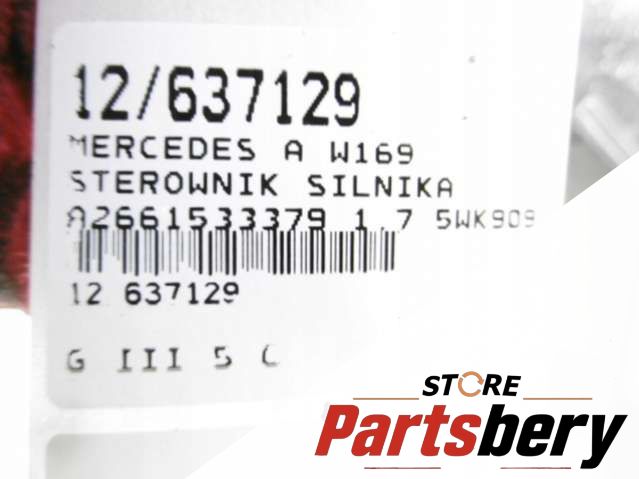 12/637129
MERCEDES A W169
STEROWNIK SILNIKA
A2661533379 1.7 5WK909
12 637129
G III 5 C
STORE
Partsbery